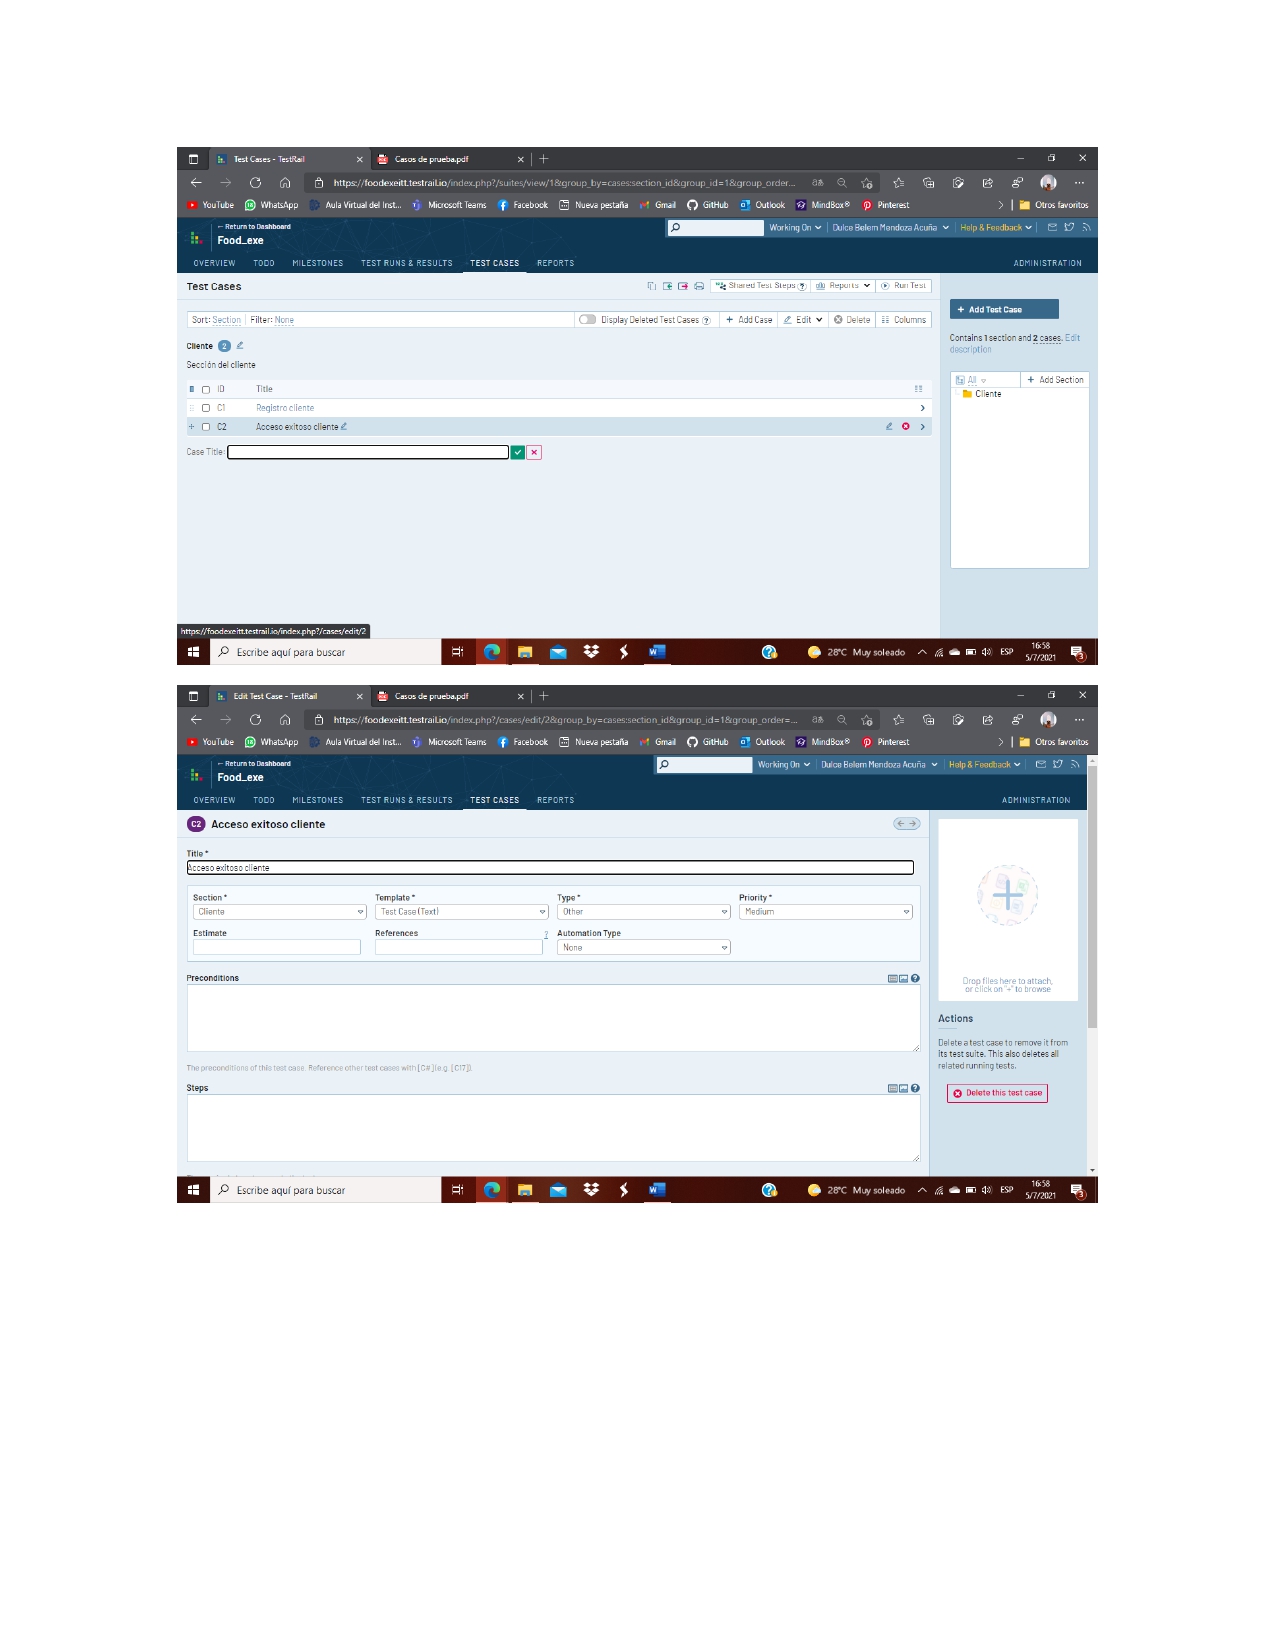 Test Cases - TestRail
Casos de prueba.pdf
https://foodexeitt.testrail.io/index.php?/suites/view/1&group_by=cases:section_id&group_id=1&group_order...
YouTube WhatsApp Aula Virtual del Inst... Microsoft Teams Facebook Nueva pestaña Gmail GitHub Outlook MindBox® Pinterest Otros favoritos
← Return to Dashboard
Food_exe
Working On Dulce Belem Mendoza Acuña Help & Feedback
OVERVIEW TODO MILESTONES TEST RUNS & RESULTS TEST CASES REPORTS ADMINISTRATION
Test Cases
Shared Test Steps ? Reports Run Test
Sort: Section Filter: None
Display Deleted Test Cases ? + Add Case Edit Delete Columns
Cliente 2
Sección del cliente
ID Title
C1 Registro cliente
C2 Acceso exitoso cliente
Case Title:
+ Add Test Case
Contains 1 section and 2 cases. Edit
description
All + Add Section
Cliente
https://foodexeitt.testrail.io/index.php?/cases/edit/2
Escribe aquí para buscar
28°C Muy soleado
ESP
16:58
5/7/2021
3
Edit Test Case - TestRail
Casos de prueba.pdf
https://foodexeitt.testrail.io/index.php?/cases/edit/2&group_by=cases:section_id&group_id=1&group_order=...
YouTube WhatsApp Aula Virtual del Inst... Microsoft Teams Facebook Nueva pestaña Gmail GitHub Outlook MindBox® Pinterest Otros favoritos
← Return to Dashboard
Food_exe
Working On Dulce Belem Mendoza Acuña Help & Feedback
OVERVIEW TODO MILESTONES TEST RUNS & RESULTS TEST CASES REPORTS ADMINISTRATION
C2 Acceso exitoso cliente
Title *
Acceso exitoso cliente
Section * Template * Type * Priority *
Cliente Test Case (Text) Other Medium
Estimate References ? Automation Type
None
Preconditions
The preconditions of this test case. Reference other test cases with [C#] (e.g. [C17]).
Steps
Drop files here to attach,
or click on "+" to browse
Actions
Delete a test case to remove it from
its test suite. This also deletes all
related running tests.
Delete this test case
Escribe aquí para buscar
28°C Muy soleado
ESP
16:58
5/7/2021
3